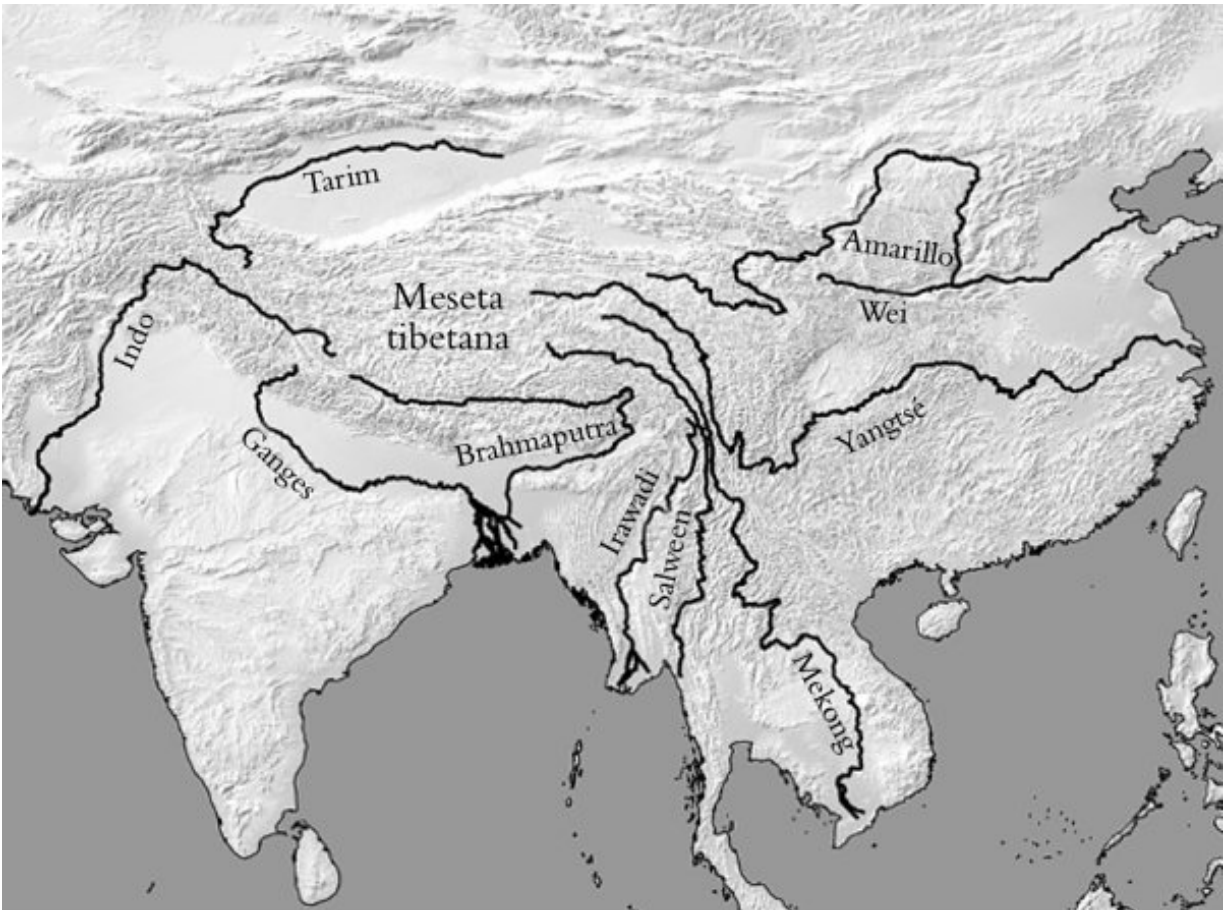 Tarim
Amarillo
Meseta
tibetana
Wei
Indo
Yangtsé
Brahmaputra
Ganges
Irawadi
Salween
Mekong